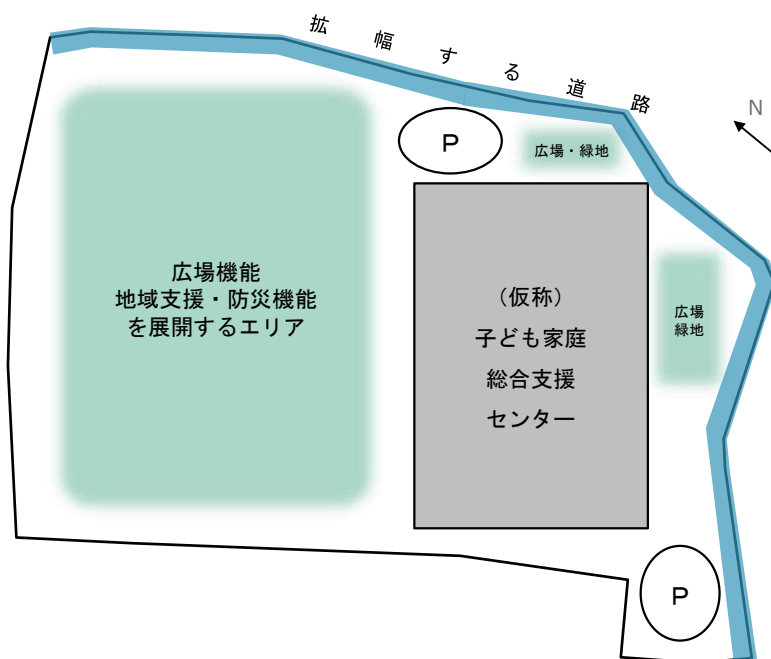 拡幅する道路
N
P
広場・緑地
広場機能
地域支援・防災機能
を展開するエリア
（仮称）
子ども家庭
総合支援
センター
広場
緑地
P